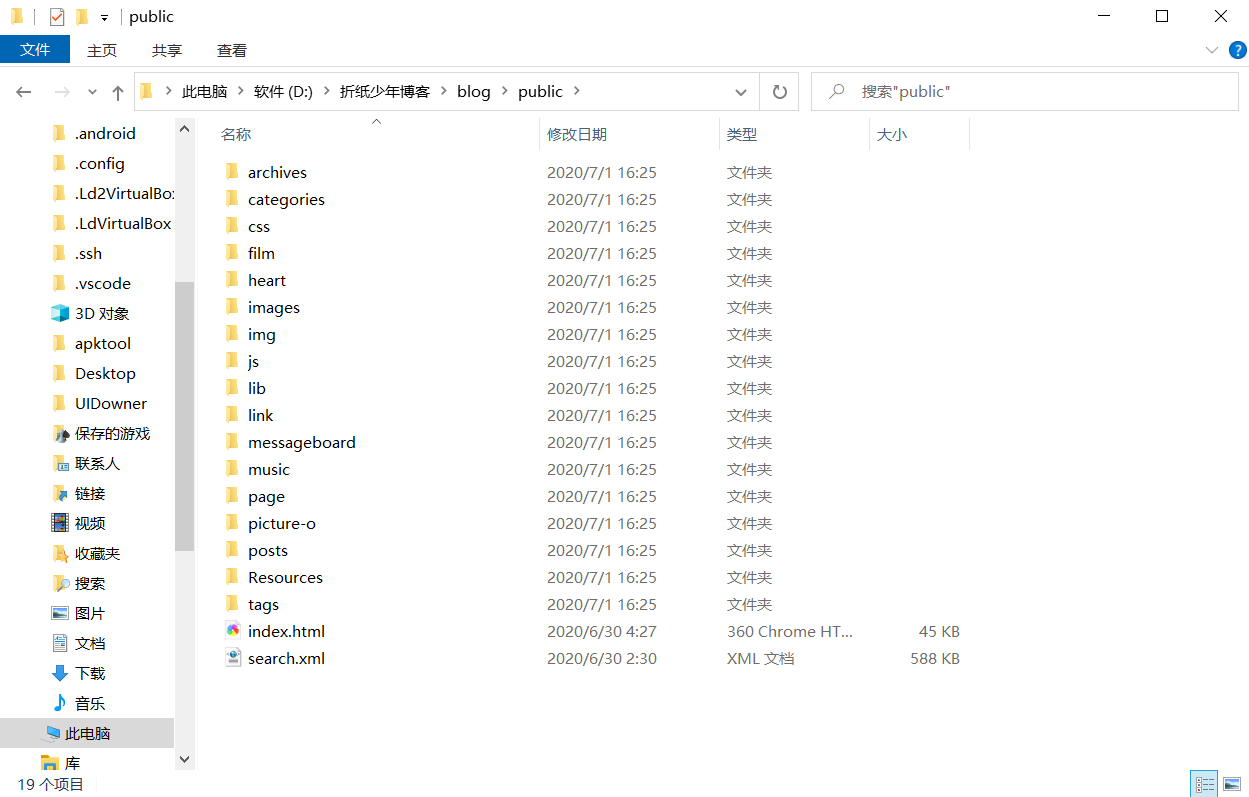 public
文件 主页 共享 查看
此电脑 软件 (D:) 折纸少年博客 blog public 搜索"public"
.android
.config
.Ld2VirtualBo
.LdVirtualBox
.ssh
.vscode
3D 对象
apktool
Desktop
UIDowner
保存的游戏
联系人
链接
视频
收藏夹
搜索
图片
文档
下载
音乐
此电脑
库
名称 修改日期 类型 大小
archives 2020/7/1 16:25 文件夹
categories 2020/7/1 16:25 文件夹
css 2020/7/1 16:25 文件夹
film 2020/7/1 16:25 文件夹
heart 2020/7/1 16:25 文件夹
images 2020/7/1 16:25 文件夹
img 2020/7/1 16:25 文件夹
js 2020/7/1 16:25 文件夹
lib 2020/7/1 16:25 文件夹
link 2020/7/1 16:25 文件夹
messageboard 2020/7/1 16:25 文件夹
music 2020/7/1 16:25 文件夹
page 2020/7/1 16:25 文件夹
picture-o 2020/7/1 16:25 文件夹
posts 2020/7/1 16:25 文件夹
Resources 2020/7/1 16:25 文件夹
tags 2020/7/1 16:25 文件夹
index.html 2020/6/30 4:27 360 Chrome HT... 45 KB
search.xml 2020/6/30 2:30 XML 文档 588 KB
19 个项目